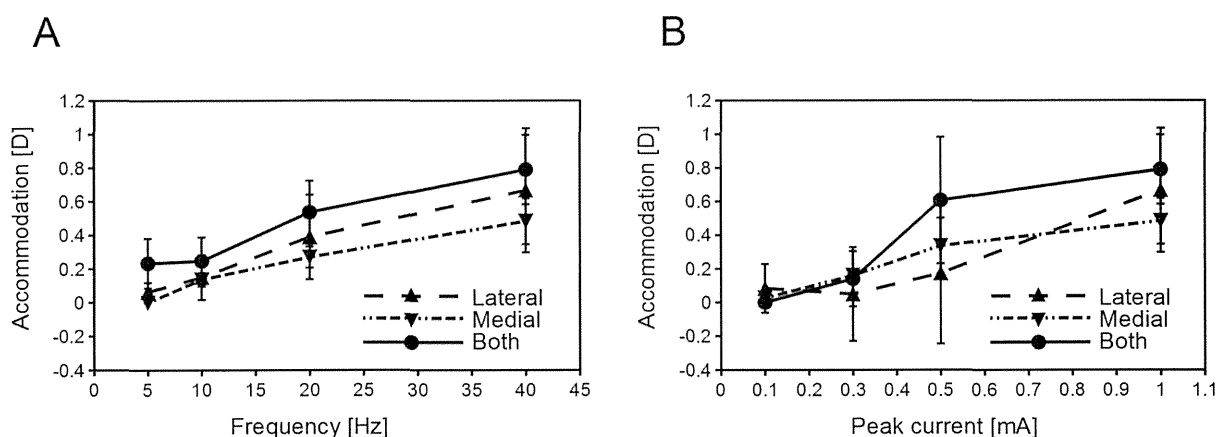 A
B
Accommodation [D]
1.2
1
0.8
0.6
0.4
0.2
0
-0.2
-0.4
Lateral
Medial
Both
0 5 10 15 20 25 30 35 40 45
Frequency [Hz]
Accommodation [D]
1.2
1
0.8
0.6
0.4
0.2
0
-0.2
-0.4
Lateral
Medial
Both
0 0.1 0.2 0.3 0.4 0.5 0.6 0.7 0.8 0.9 1 1.1
Peak current [mA]